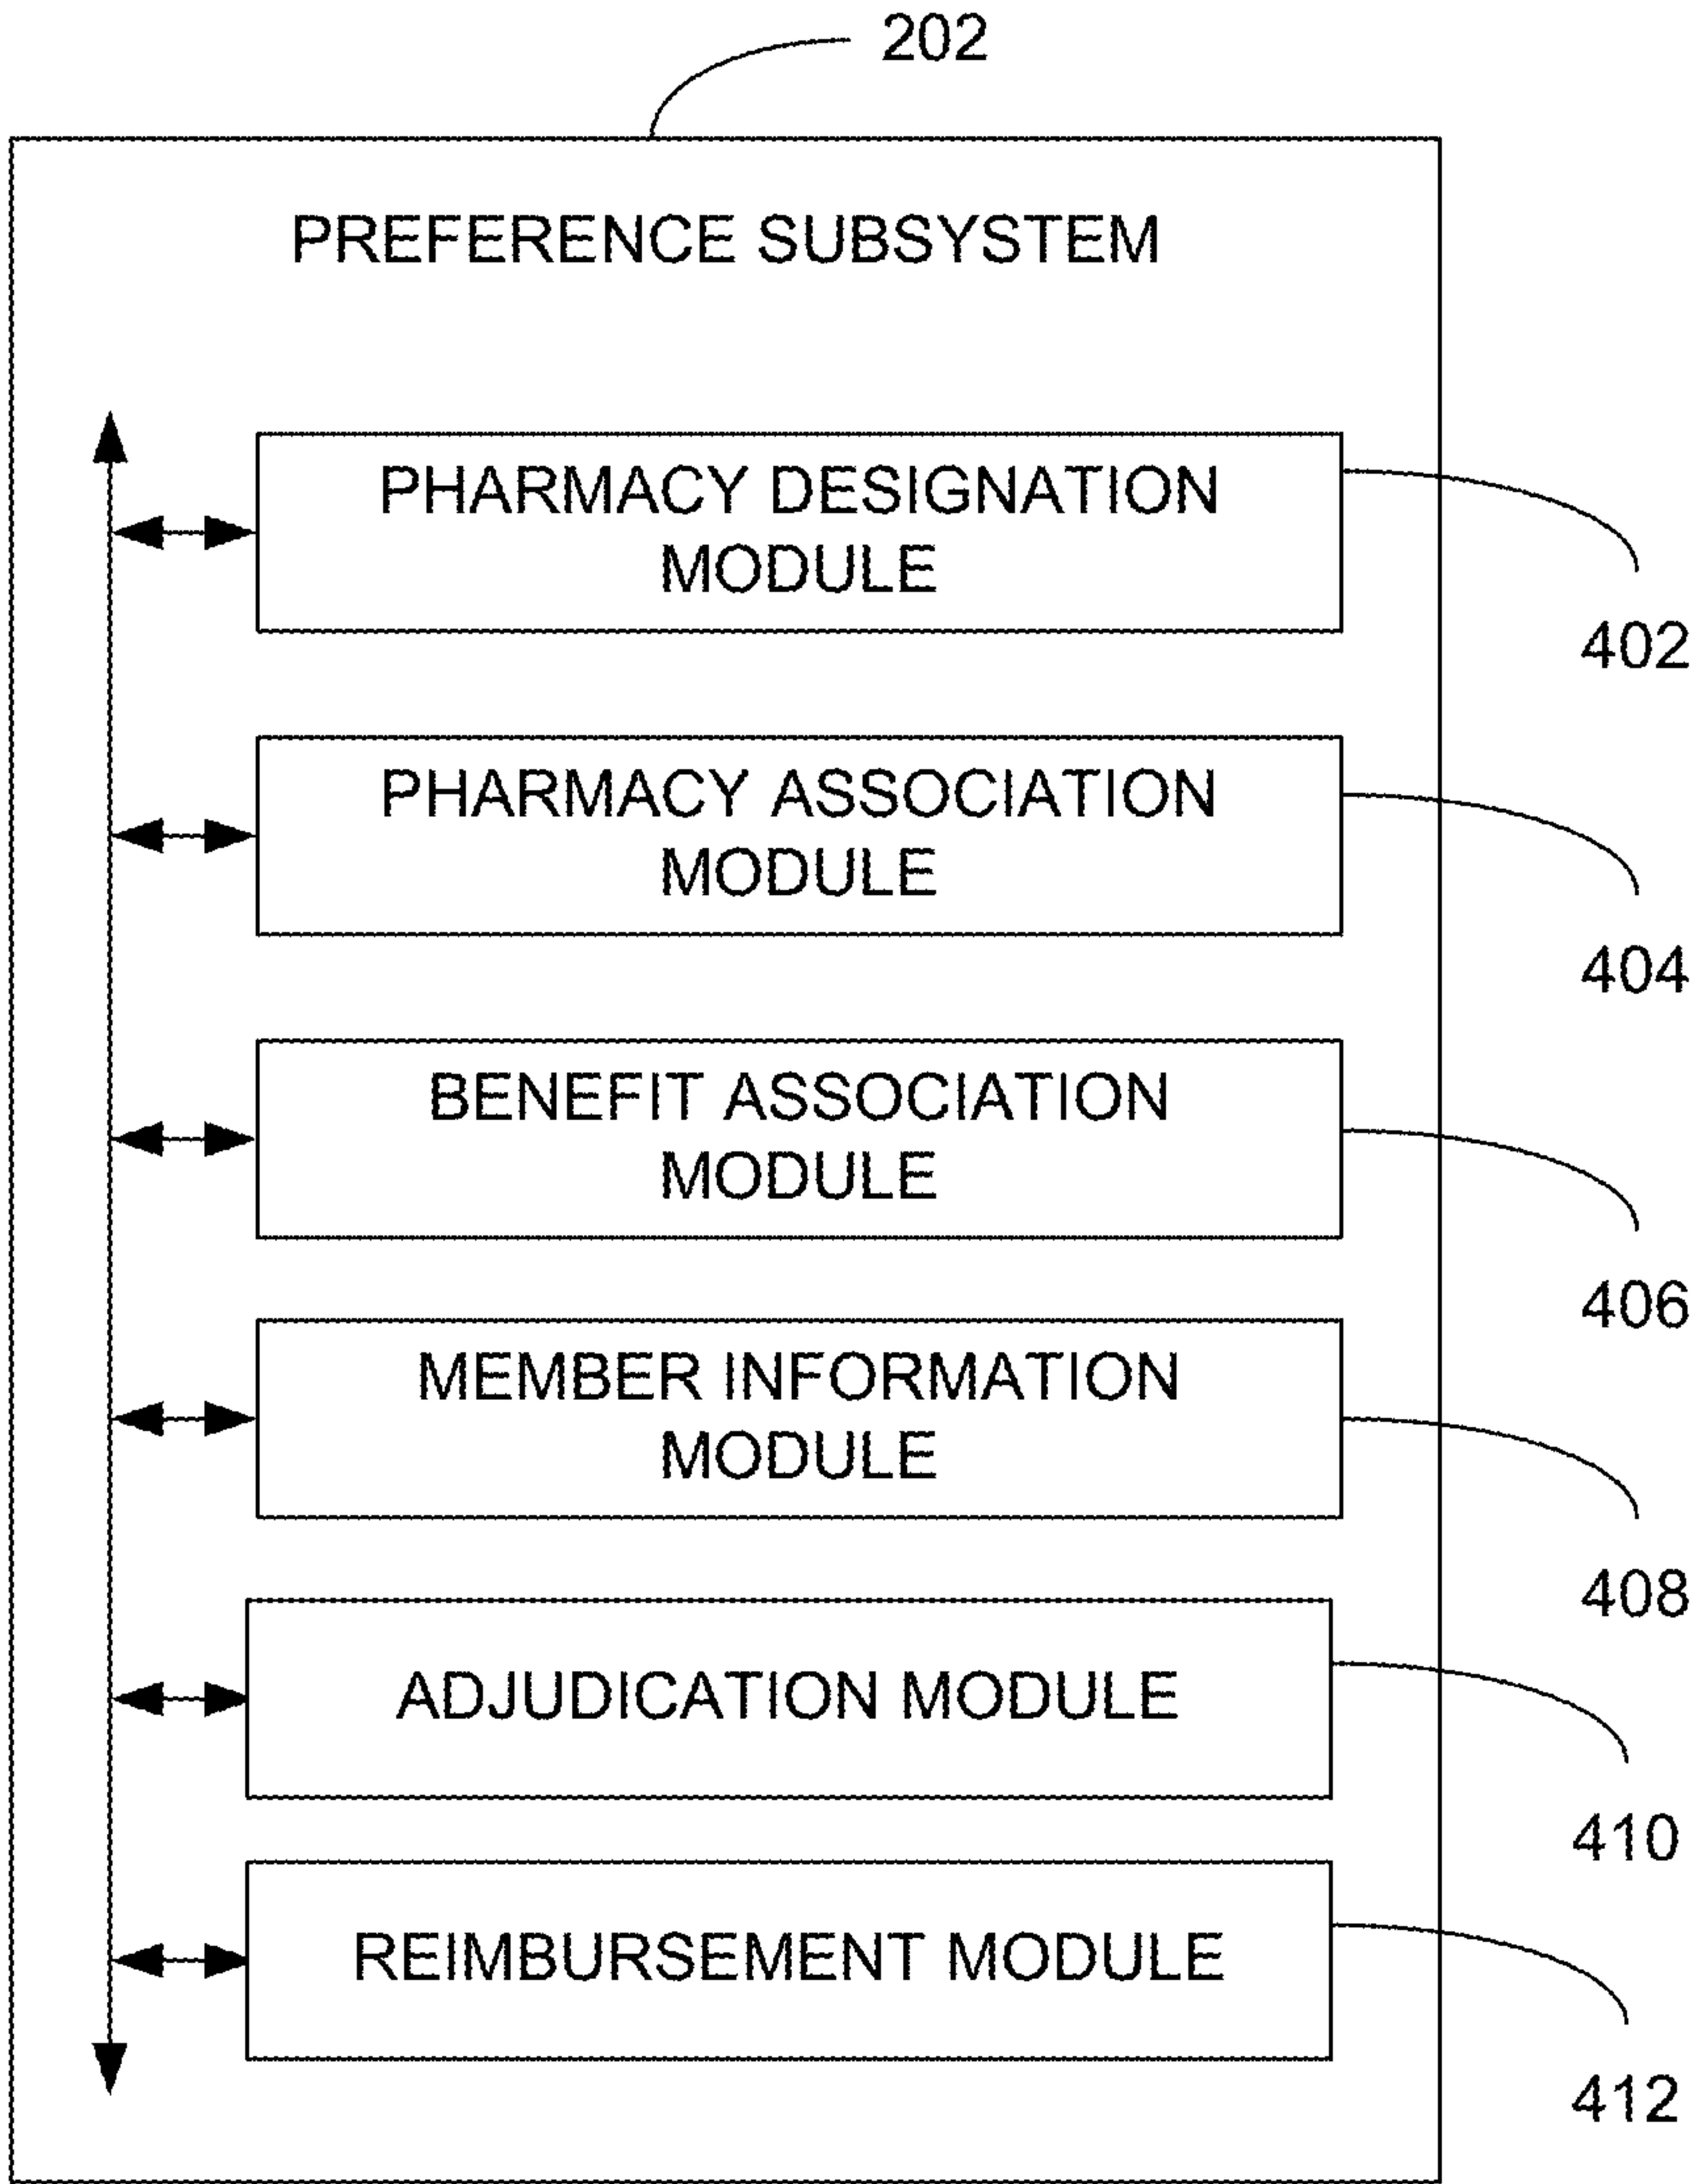 202
PREFERENCE SUBSYSTEM
PHARMACY DESIGNATION
MODULE
402
PHARMACY ASSOCIATION
MODULE
404
BENEFIT ASSOCIATION
MODULE
406
MEMBER INFORMATION
MODULE
408
ADJUDICATION MODULE
410
REIMBURSEMENT MODULE
412